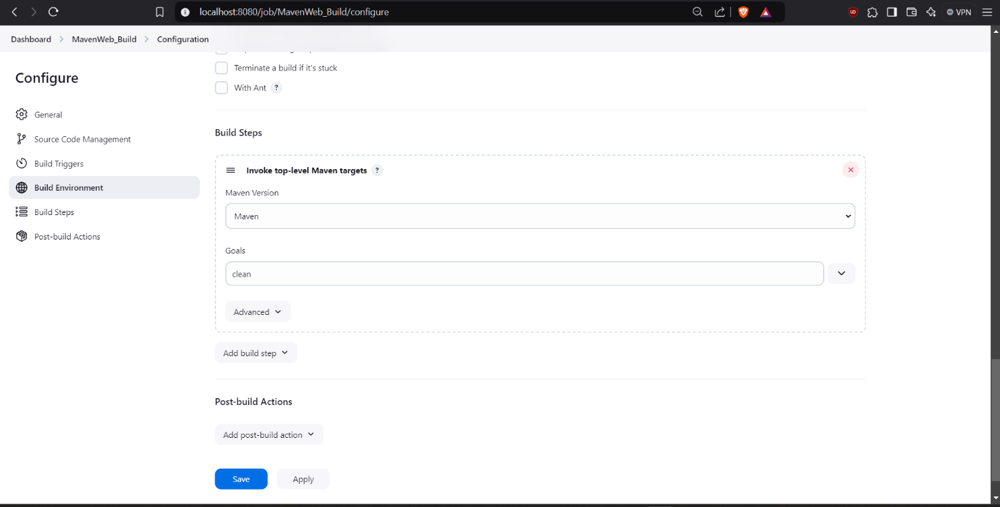 localhost:8080/job/MavenWeb_Build/configure
VPN
Dashboard
MavenWeb_Build
Configuration
Configure
General
Source Code Management
Build Triggers
Build Environment
Build Steps
Post-build Actions
Terminate a build if it's stuck
With Ant ?
Build Steps
Invoke top-level Maven targets ?
Maven Version
Maven
Goals
clean
Advanced
Add build step
Post-build Actions
Add post-build action
Save
Apply